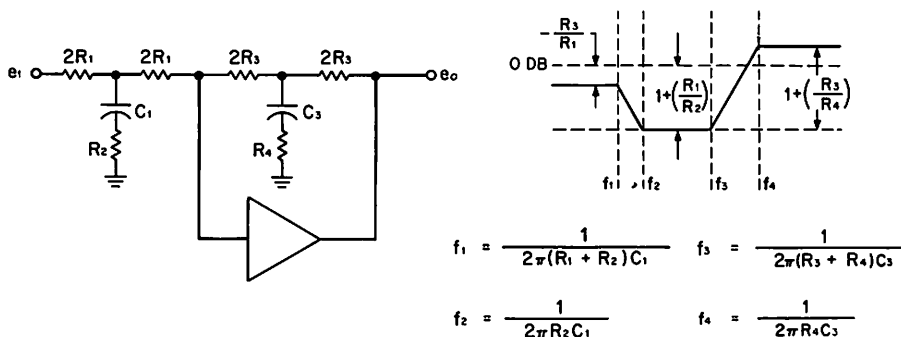 2R₁ 2R₁ 2R₃ 2R₃
e₁ e₀
C₁ C₃
R₂ R₄
- R₃/R₁
0 DB
1+(R₁/R₂) 1+(R₃/R₄)
f₁ f₂ f₃ f₄
f₁ = 1/2π(R₁ + R₂)C₁ f₃ = 1/2π(R₃ + R₄)C₃
f₂ = 1/2πR₂C₁ f₄ = 1/2πR₄C₃